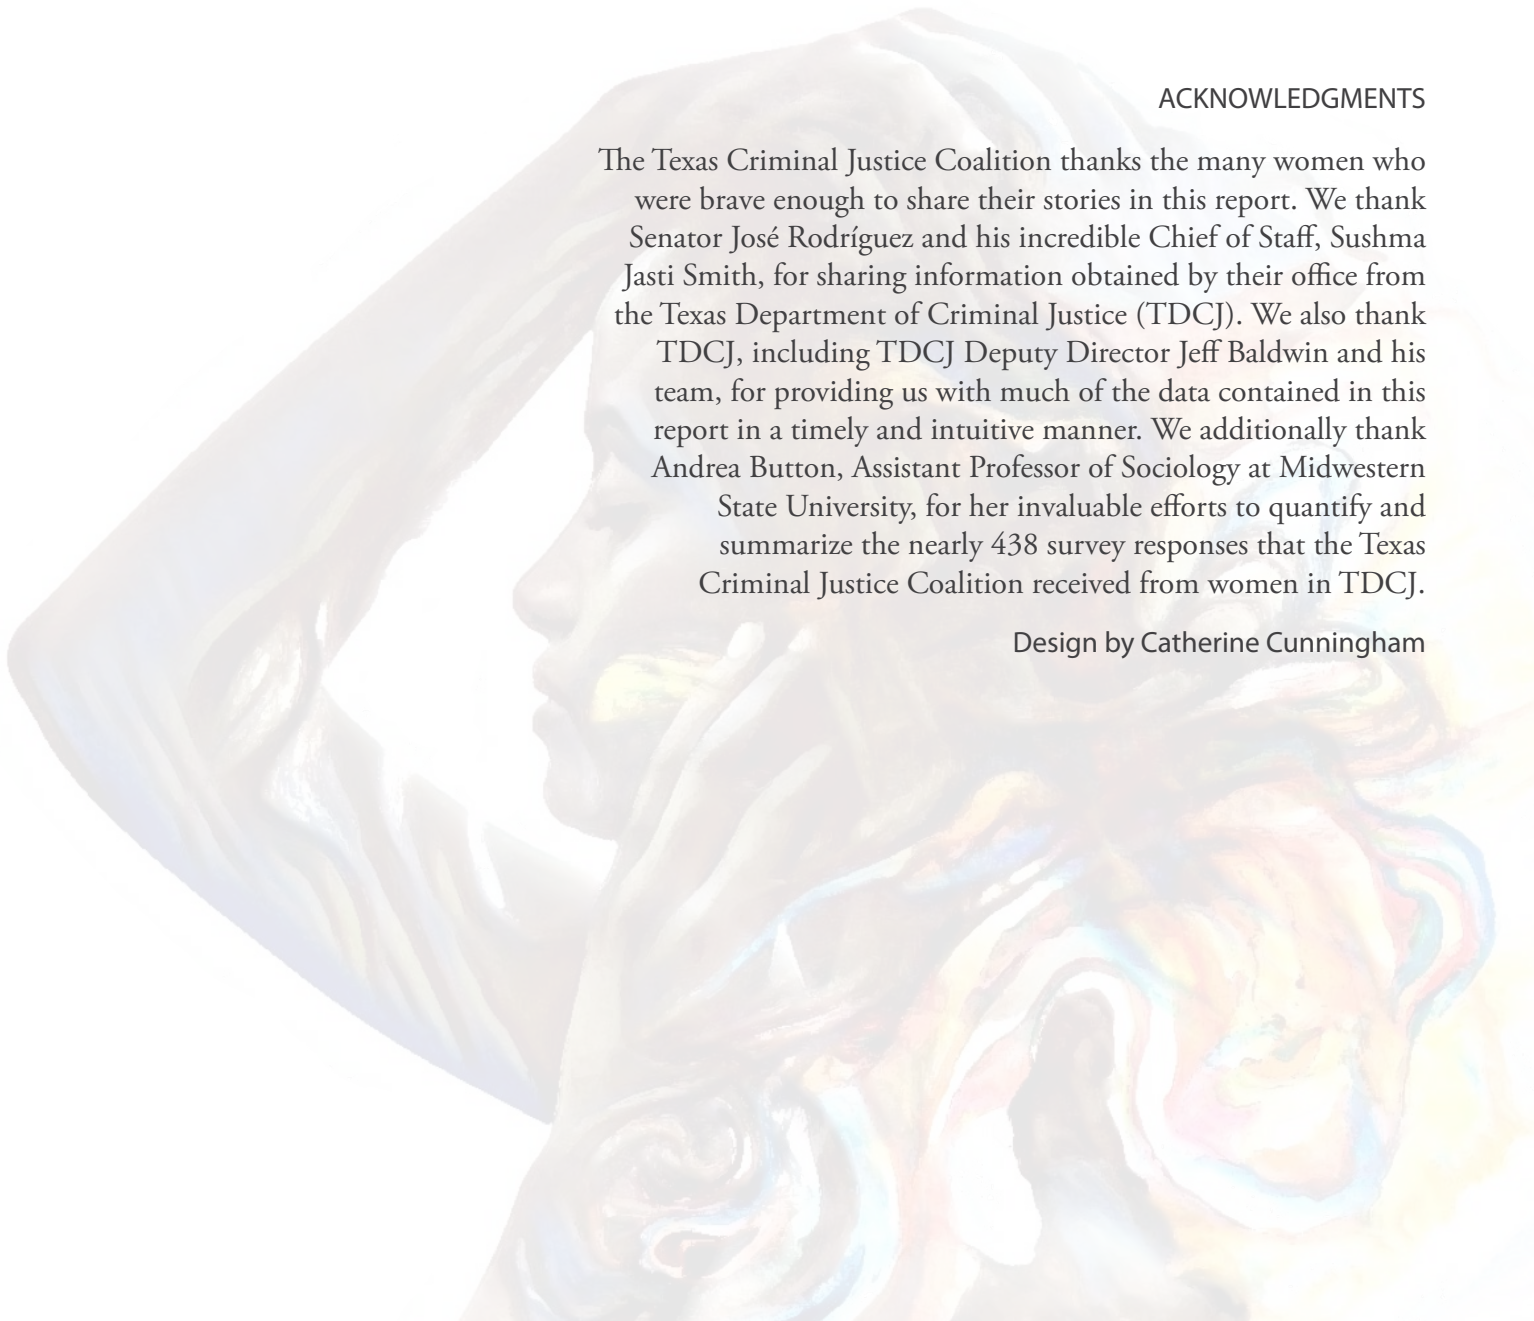 ACKNOWLEDGMENTS
The Texas Criminal Justice Coalition thanks the many women who
were brave enough to share their stories in this report. We thank
Senator José Rodríguez and his incredible Chief of Staff, Sushma
Jasti Smith, for sharing information obtained by their office from
the Texas Department of Criminal Justice (TDCJ). We also thank
TDCJ, including TDCJ Deputy Director Jeff Baldwin and his
team, for providing us with much of the data contained in this
report in a timely and intuitive manner. We additionally thank
Andrea Button, Assistant Professor of Sociology at Midwestern
State University, for her invaluable efforts to quantify and
summarize the nearly 438 survey responses that the Texas
Criminal Justice Coalition received from women in TDCJ.
Design by Catherine Cunningham